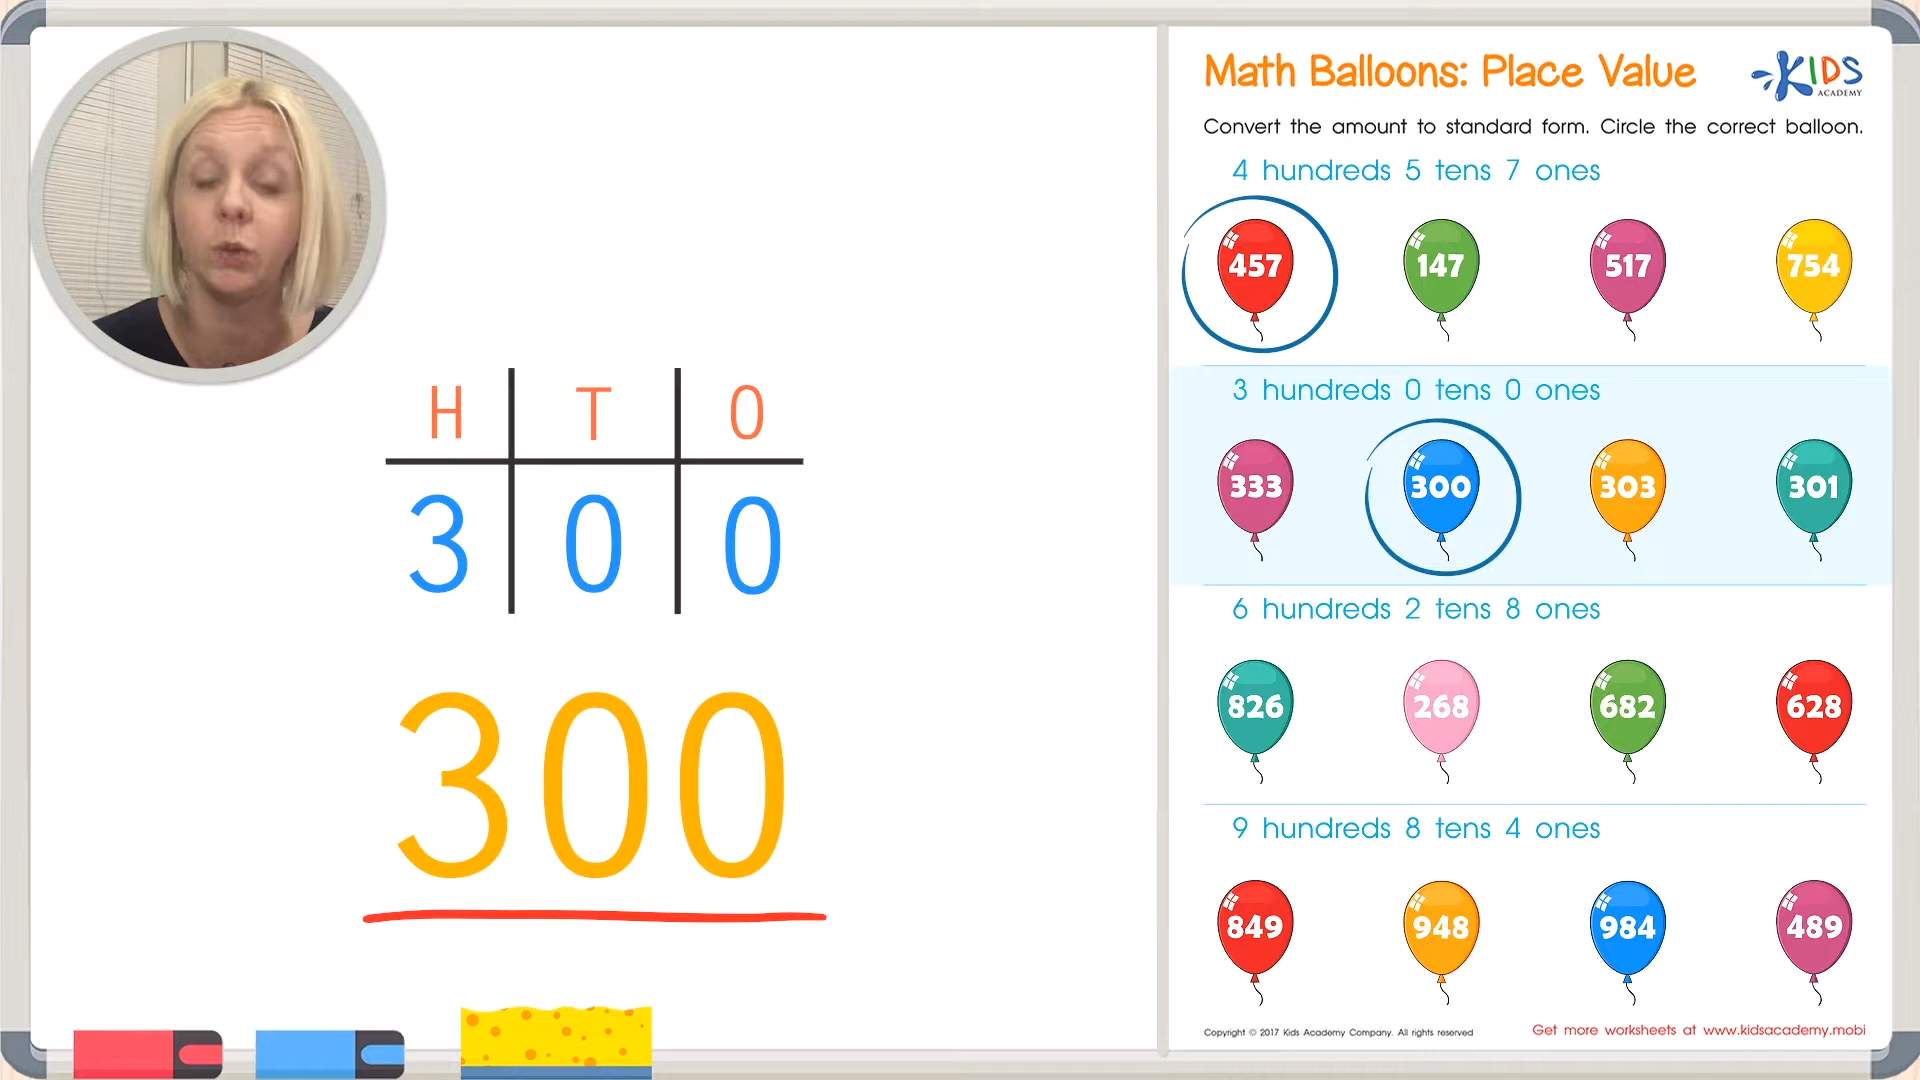 H T O
3 0 0
300
Math Balloons: Place Value
KIDS
ACADEMY
Convert the amount to standard form. Circle the correct balloon.
4 hundreds 5 tens 7 ones
457 147 517 754
3 hundreds 0 tens 0 ones
333 300 303 301
6 hundreds 2 tens 8 ones
826 268 682 628
9 hundreds 8 tens 4 ones
849 948 984 489
Copyright © 2017 Kids Academy Company. All rights reserved
Get more worksheets at www.kidsacademy.mobi